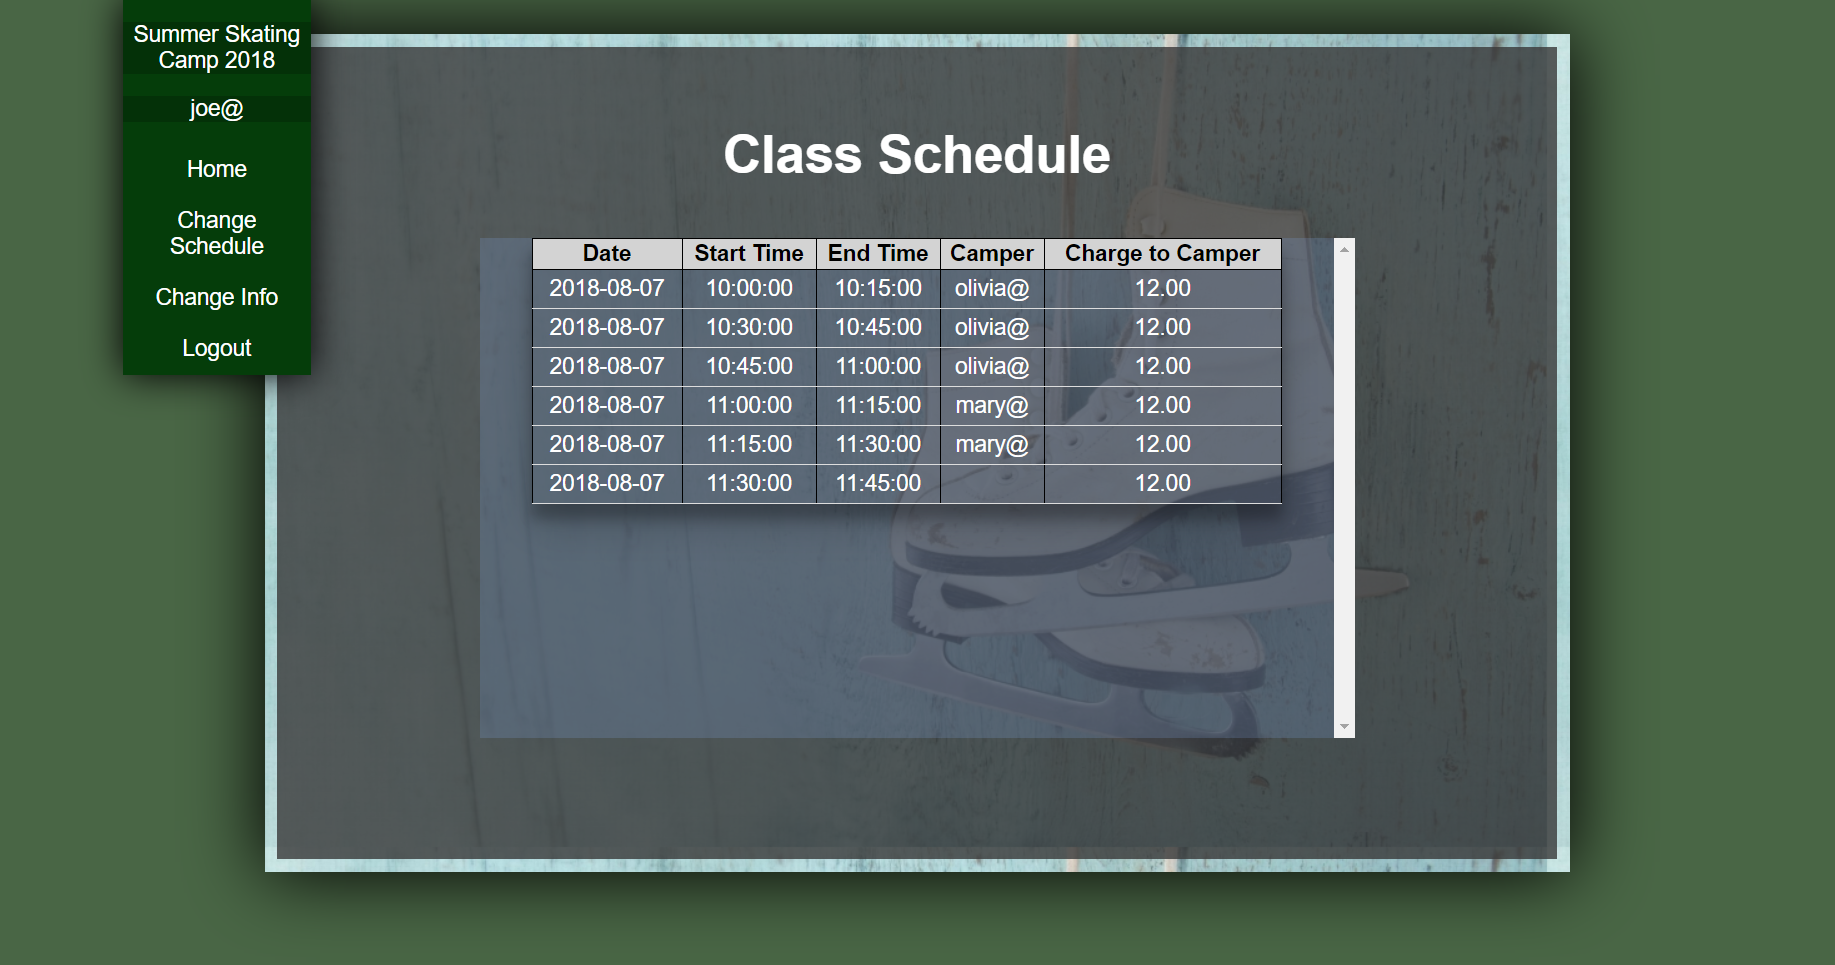 Summer Skating
Camp 2018
joe@
Home
Change
Schedule
Change Info
Logout
Class Schedule
Date Start Time End Time Camper Charge to Camper
2018-08-07 10:00:00 10:15:00 olivia@ 12.00
2018-08-07 10:30:00 10:45:00 olivia@ 12.00
2018-08-07 10:45:00 11:00:00 olivia@ 12.00
2018-08-07 11:00:00 11:15:00 mary@ 12.00
2018-08-07 11:15:00 11:30:00 mary@ 12.00
2018-08-07 11:30:00 11:45:00 12.00